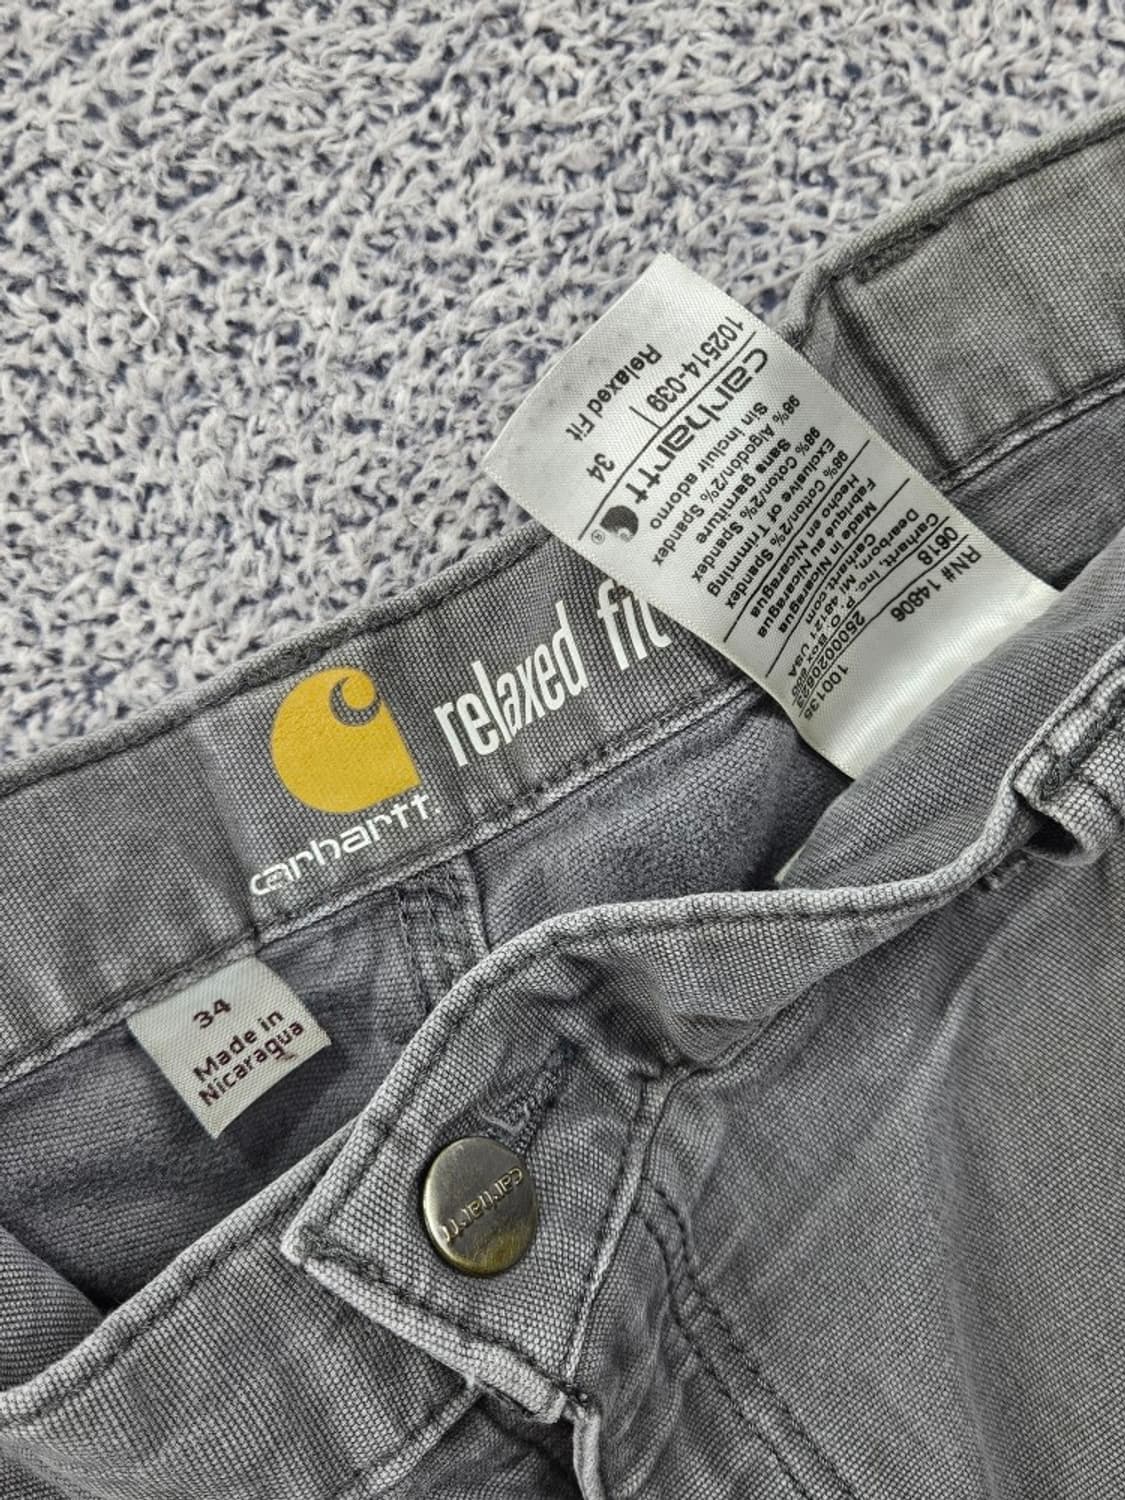 carhartt
relaxed fit
34
Made in
Nicaragua
carhartt
102514-039
Relaxed Fit 34
carhartt
98% Algodón/2% Spandex
Sin incluir adorno
98% Coton/2% Spandex
Sans garniture
98% Cotton/2% Spandex
Exclusive of Trimming
Hecho en Nicaragua
Fabriqué au Nicaragua
Made in Nicaragua
Carhartt.com
Carhartt, Inc. P.O. Box
Dearborn, MI 48121 USA
0618
RN# 14806
100135